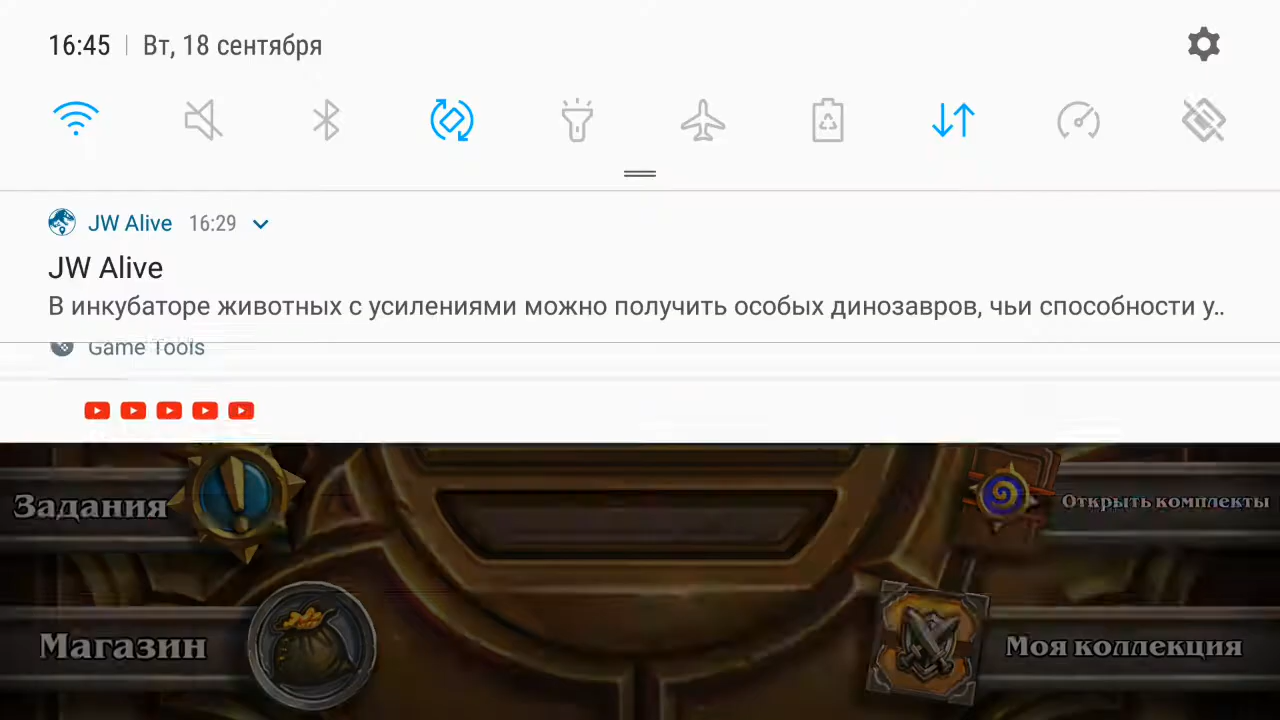 16:45 | Вт, 18 сентября
JW Alive 16:29
JW Alive
В инкубаторе животных с усилениями можно получить особых динозавров, чьи способности у..
Game Tools
Задания
Открыть комплекты
Магазин
Моя коллекция